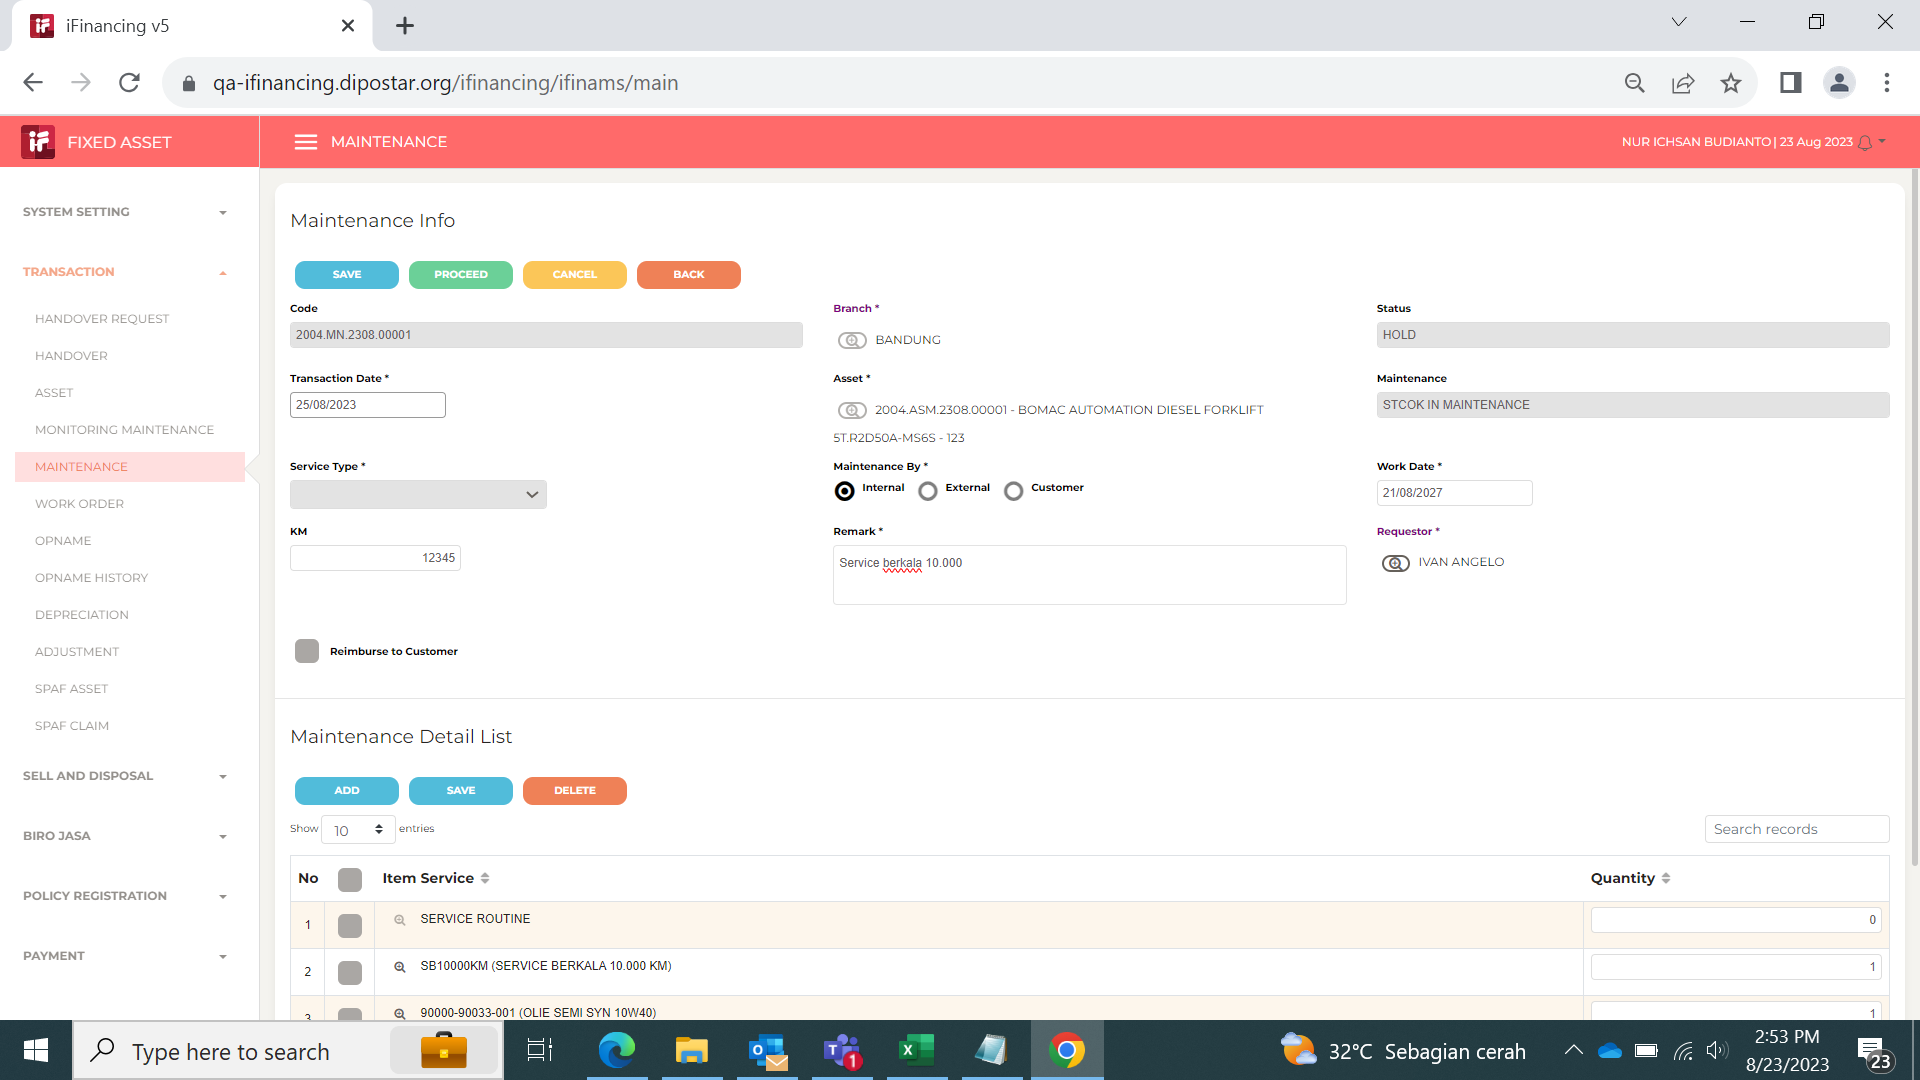 iFinancing v5
qa-ifinancing.dipostar.org/ifinancing/ifinams/main
FIXED ASSET
MAINTENANCE
NUR ICHSAN BUDIANTO | 23 Aug 2023
SYSTEM SETTING
TRANSACTION
HANDOVER REQUEST
HANDOVER
ASSET
MONITORING MAINTENANCE
MAINTENANCE
WORK ORDER
OPNAME
OPNAME HISTORY
DEPRECIATION
ADJUSTMENT
SPAF ASSET
SPAF CLAIM
SELL AND DISPOSAL
BIRO JASA
POLICY REGISTRATION
PAYMENT
Maintenance Info
SAVE PROCEED CANCEL BACK
Code Branch * Status
2004.MN.2308.00001 BANDUNG HOLD
Transaction Date * Asset * Maintenance
25/08/2023 2004.ASM.2308.00001 - BOMAC AUTOMATION DIESEL FORKLIFT STCOK IN MAINTENANCE
5T.R2D50A-MS6S - 123
Service Type * Maintenance By * Work Date *
Internal External Customer 21/08/2027
KM Remark * Requestor *
12345 Service berkala 10.000 IVAN ANGELO
Reimburse to Customer
Maintenance Detail List
ADD SAVE DELETE
Show 10 entries Search records
No Item Service Quantity
1 SERVICE ROUTINE 0
2 SB10000KM (SERVICE BERKALA 10.000 KM) 1
3 90000-90033-001 (OLIE SEMI SYN 10W40) 1
Type here to search
1
32°C Sebagian cerah
2:53 PM
8/23/2023
23